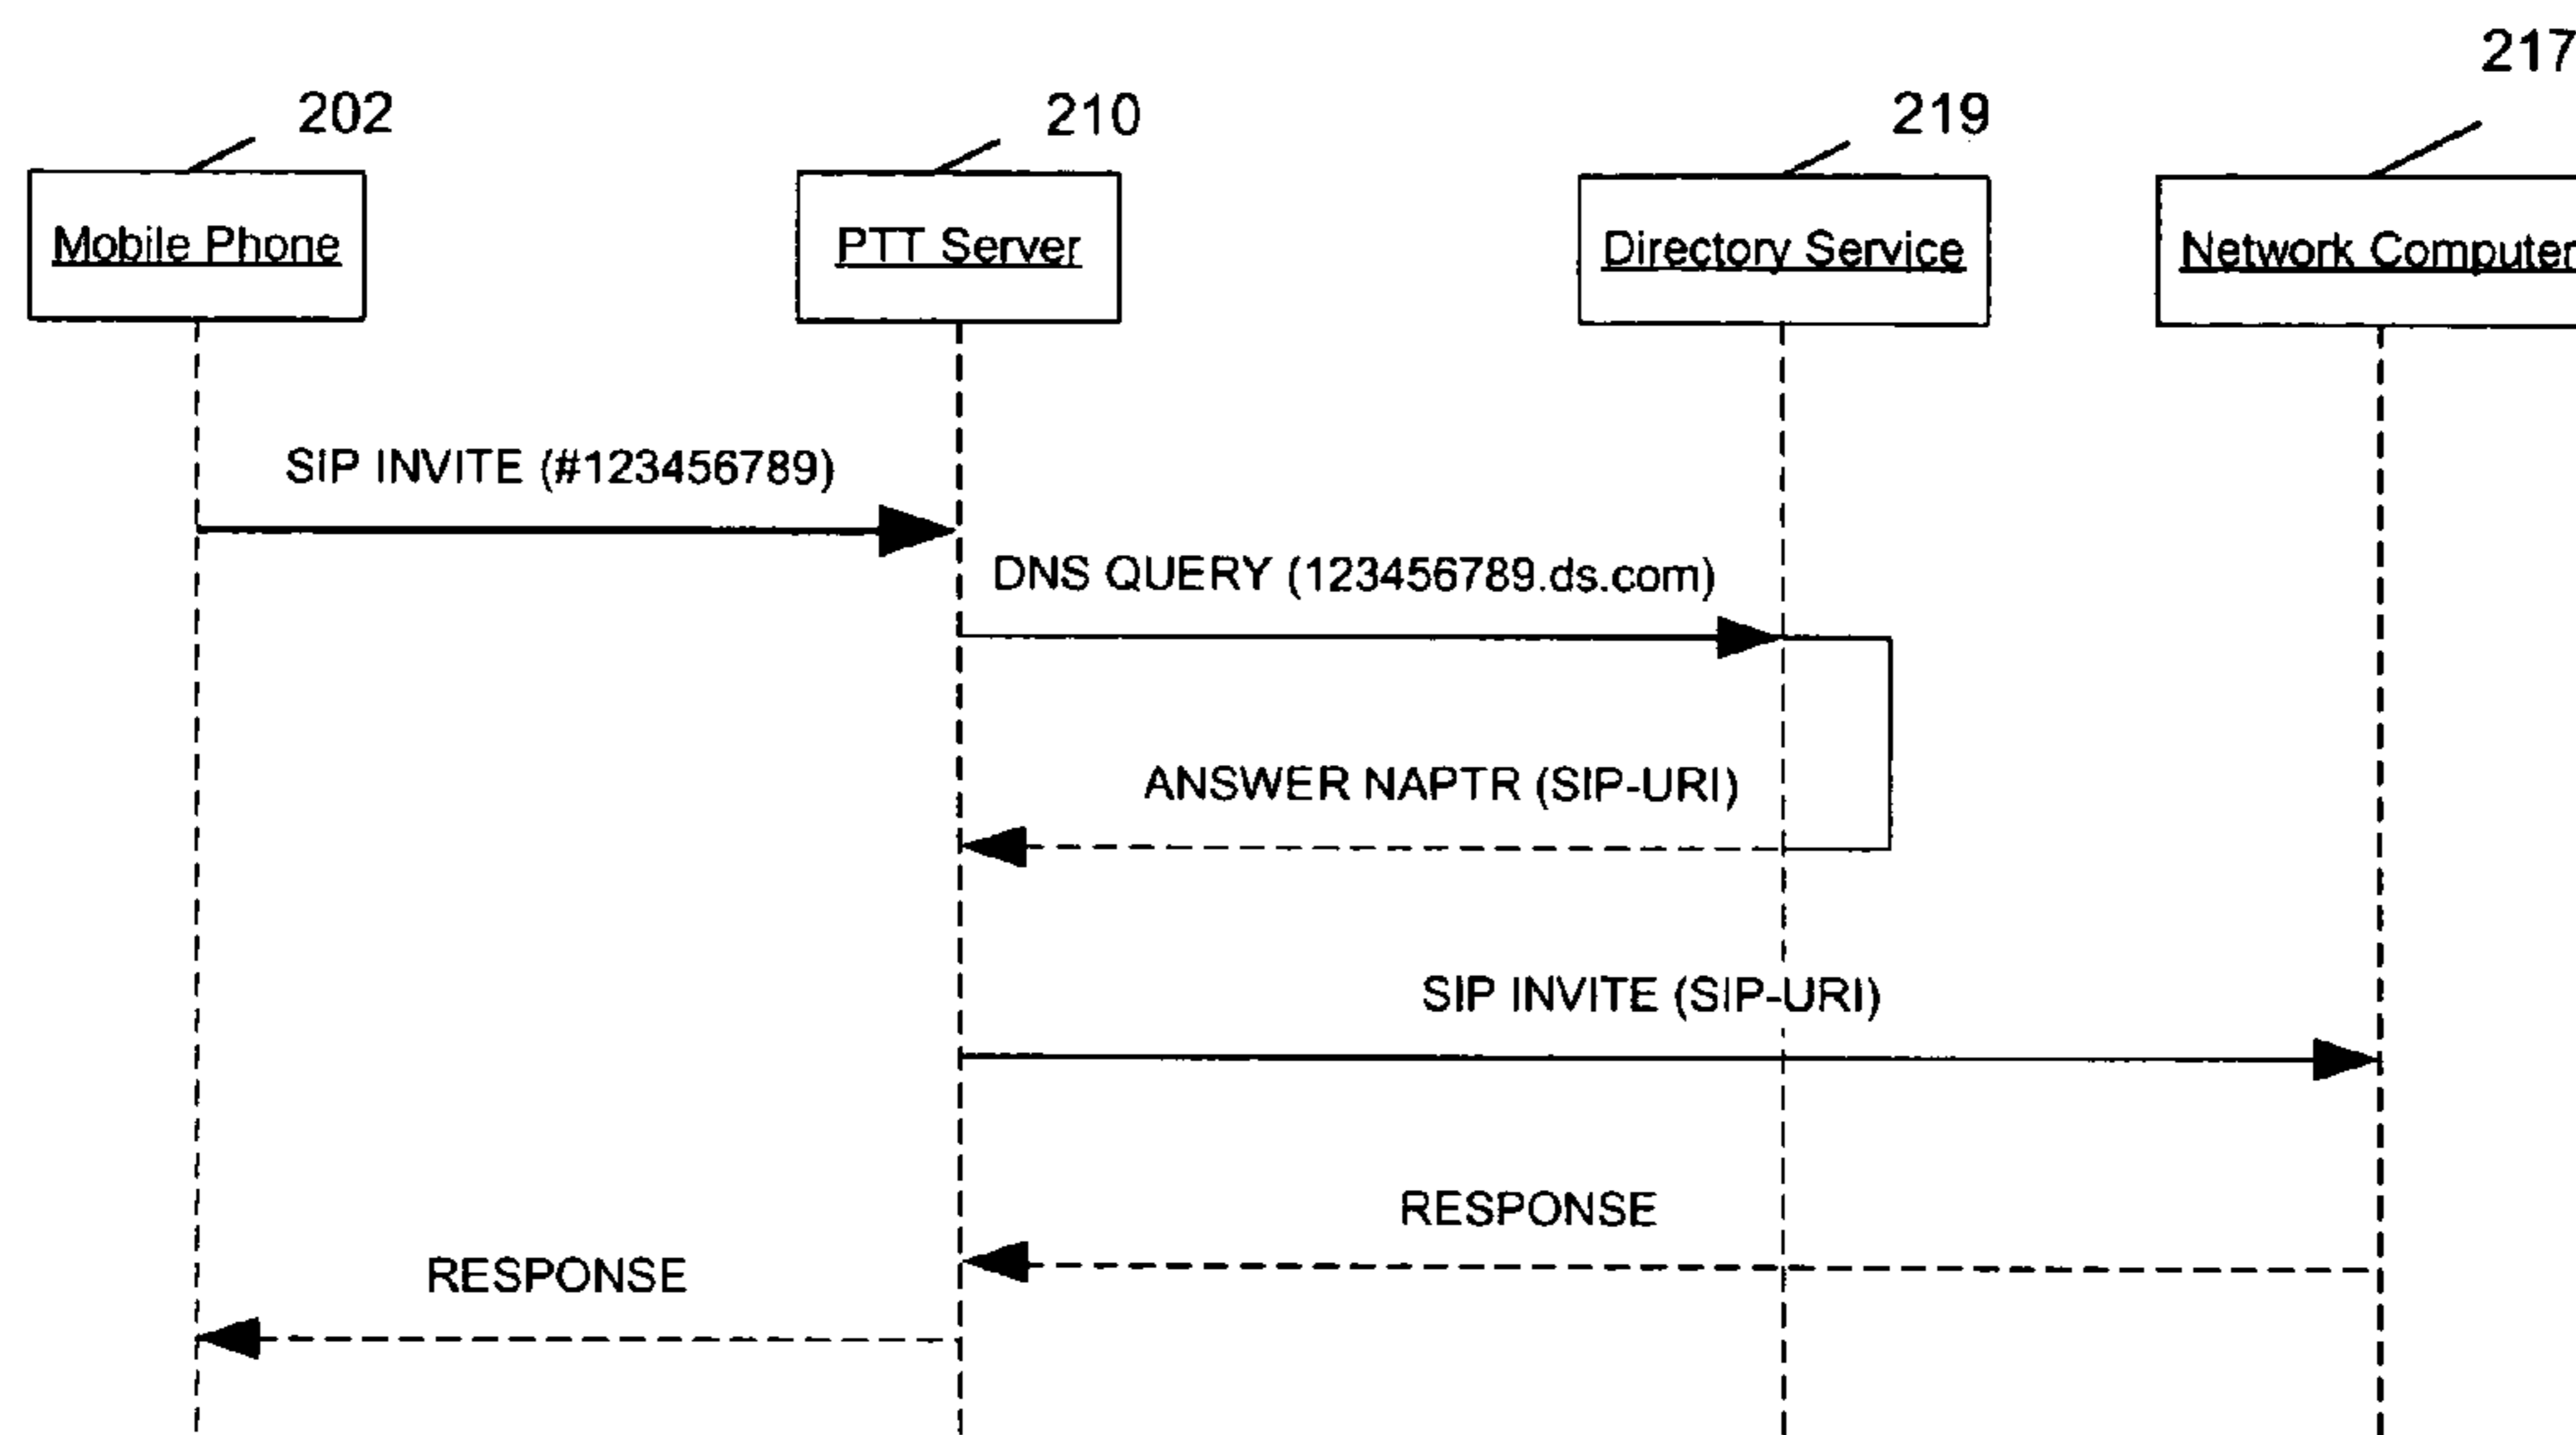 217
202
210
219
Mobile Phone
PTT Server
Directory Service
Network Computer
SIP INVITE (#123456789)
DNS QUERY (123456789.ds.com)
ANSWER NAPTR (SIP-URI)
SIP INVITE (SIP-URI)
RESPONSE
RESPONSE